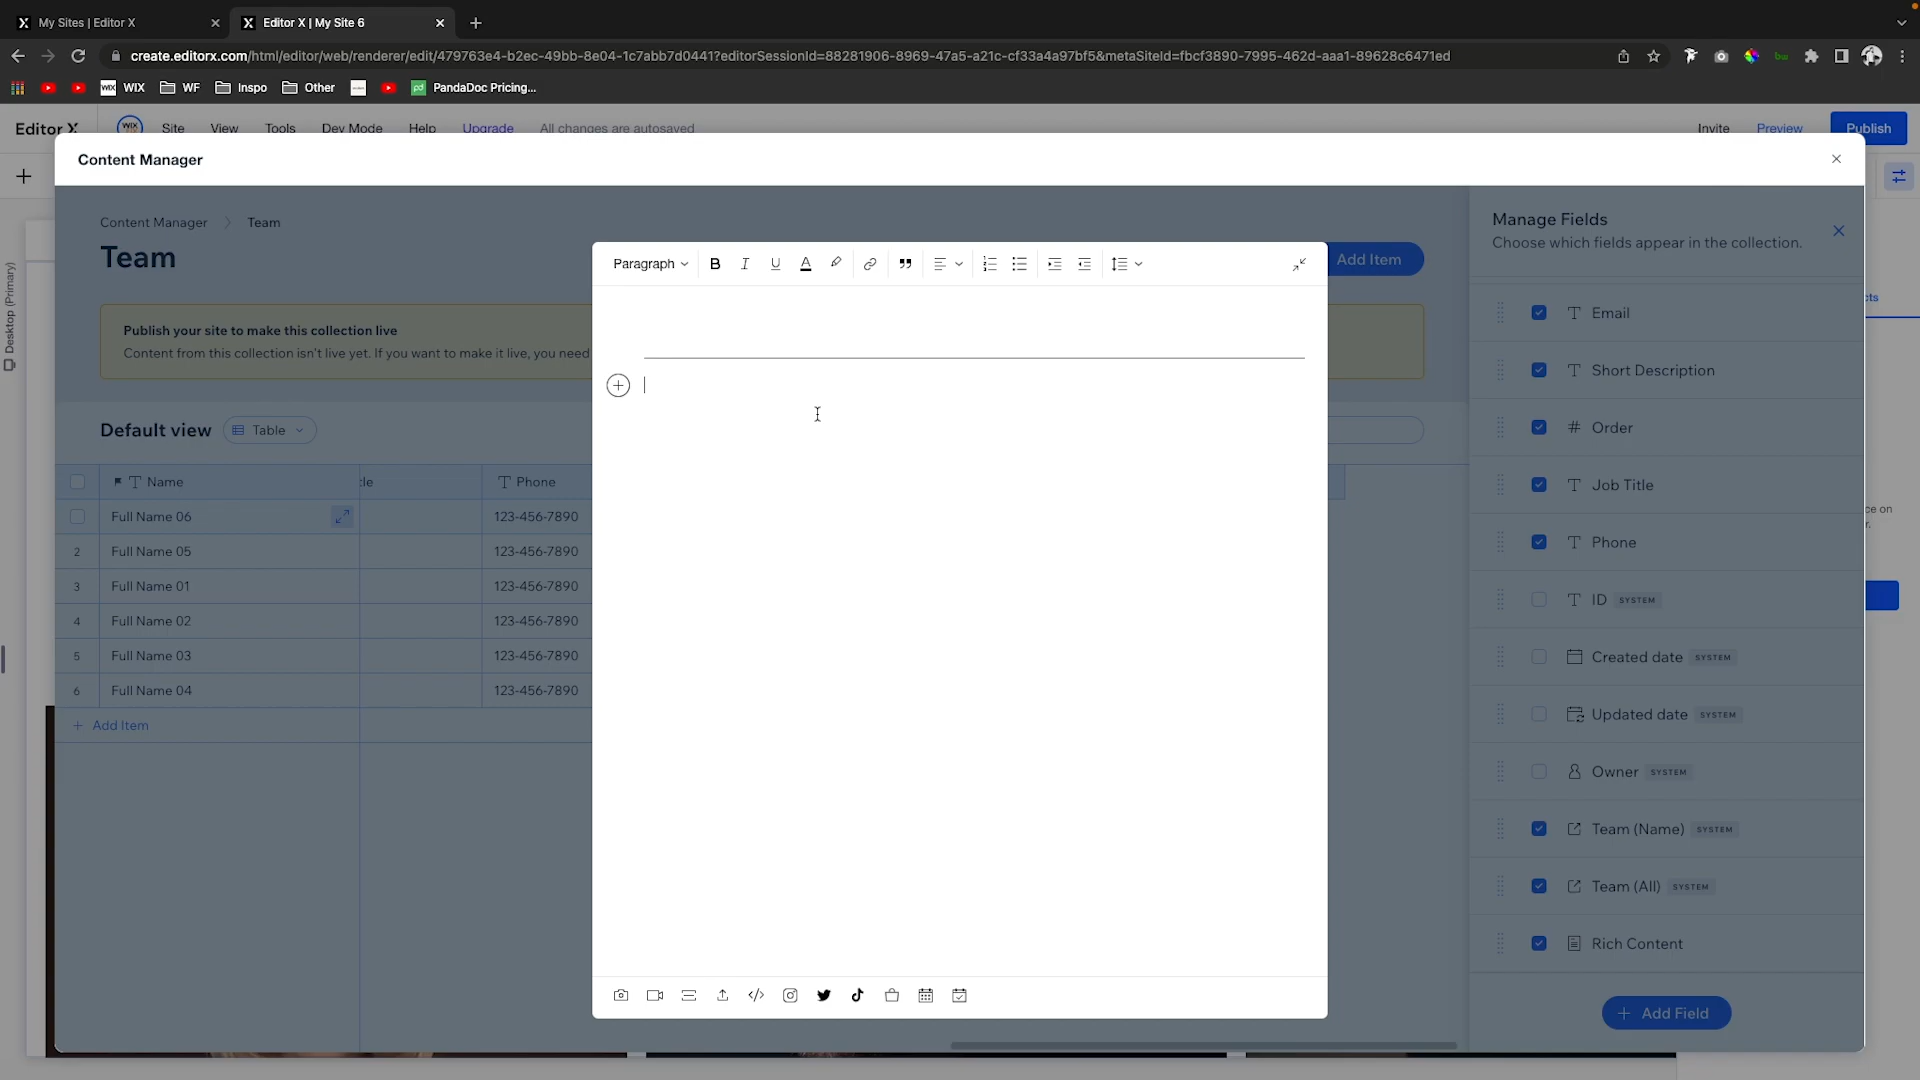 My Sites | Editor X
Editor X | My Site 6
create.editorx.com/html/editor/web/renderer/edit/479763e4-b2ec-49bb-8e04-1c7abb7d0441?editorSessionId=88281906-8969-47a5-a21c-cf33a4a97bf5&metaSiteId=fbcf3890-7995-462d-aaa1-89628c6471ed
WIX WIX WF Inspo Other PandaDoc Pricing...
Editor X WIX Site View Tools Dev Mode Help Upgrade All changes are autosaved Invite Preview Publish
Content Manager
Desktop (Primary)
Content Manager Team
Team
Add Item
Publish your site to make this collection live
Content from this collection isn't live yet. If you want to make it live, you need
Default view Table
Name tle Phone
Full Name 06 123-456-7890
2 Full Name 05 123-456-7890
3 Full Name 01 123-456-7890
4 Full Name 02 123-456-7890
5 Full Name 03 123-456-7890
6 Full Name 04 123-456-7890
+ Add Item
Paragraph B I U A
Manage Fields
Choose which fields appear in the collection.
Email
Short Description
# Order
Job Title
Phone
ID SYSTEM
Created date SYSTEM
Updated date SYSTEM
Owner SYSTEM
Team (Name) SYSTEM
Team (All) SYSTEM
Rich Content
+ Add Field
cts
ce on
r.